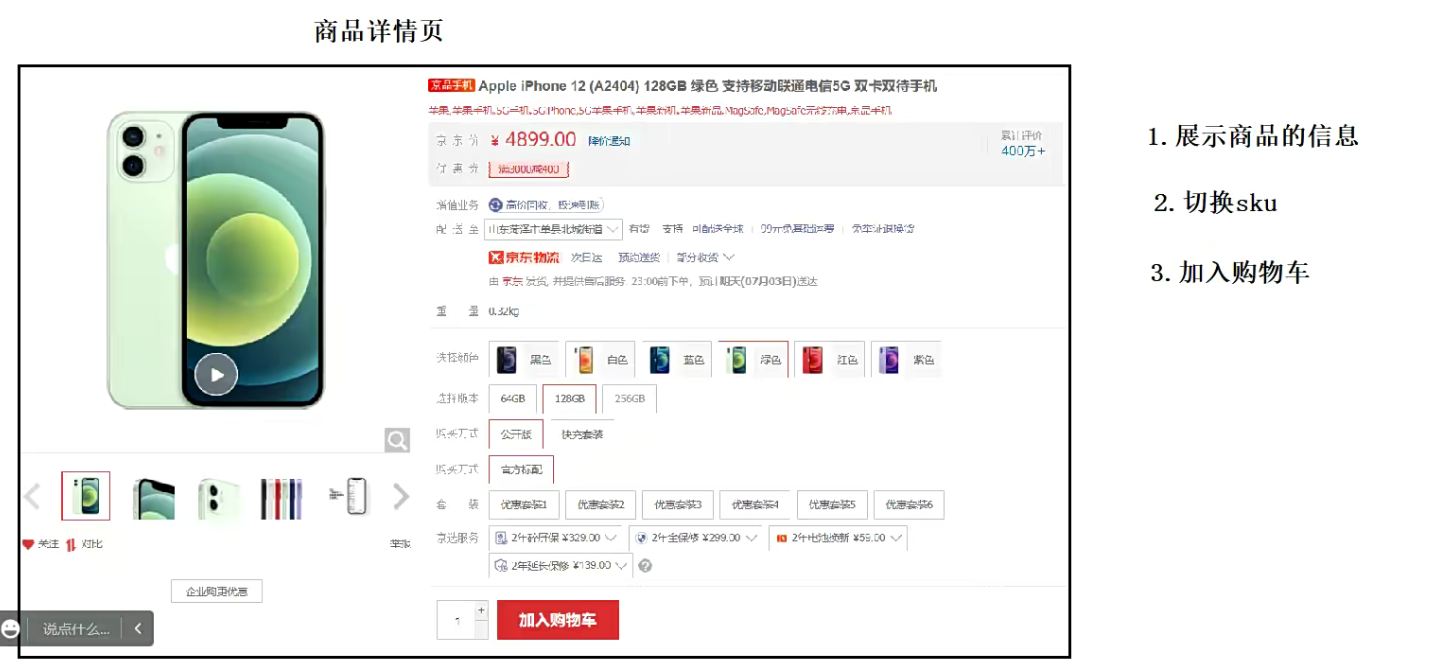 商品详情页
京品手机 Apple iPhone 12 (A2404) 128GB 绿色 支持移动联通电信5G 双卡双待手机
苹果,苹果手机,5G手机,5G iPhone,5G苹果手机,苹果新机,苹果新品,MagSafe,MagSafe无线充电,京品手机
京东价 ¥ 4899.00 降价通知
累计评价
400万+
优惠券 满3000减400
增值业务 高价回收,极速到账
配送至 山东菏泽市单县北城街道 有货 支持 可配送全球 99元免基础运费 免举证退换货
京东物流 次日达 预约送货 部分收货
由 京东 发货, 并提供售后服务. 23:00前下单, 预计明天(07月03日)送达
重量 0.32kg
选择颜色 黑色 白色 蓝色 绿色 红色 紫色
选择版本 64GB 128GB 256GB
购买方式 公开版 快充套装
购买方式 官方标配
套装 优惠套装1 优惠套装2 优惠套装3 优惠套装4 优惠套装5 优惠套装6
京选服务 2年碎屏保 ¥329.00 2年全保修 ¥299.00 2年电池换新 ¥59.00
2年延长保修 ¥139.00
1 + 加入购物车
关注 对比 举报
企业购更优惠
说点什么...
1. 展示商品的信息
2. 切换sku
3. 加入购物车